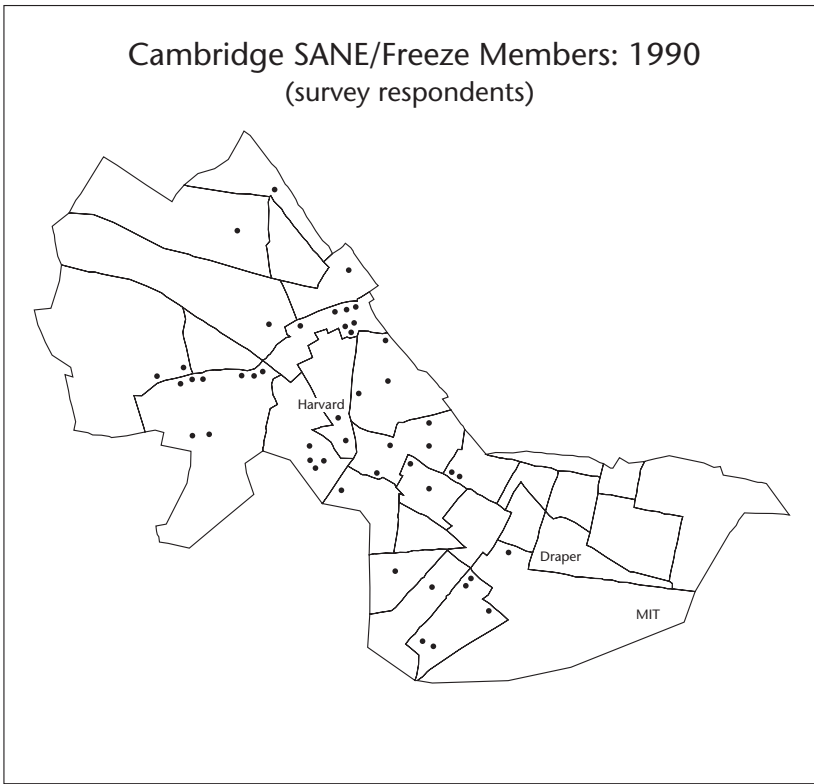 Cambridge SANE/Freeze Members: 1990
(survey respondents)
Harvard
Draper
MIT